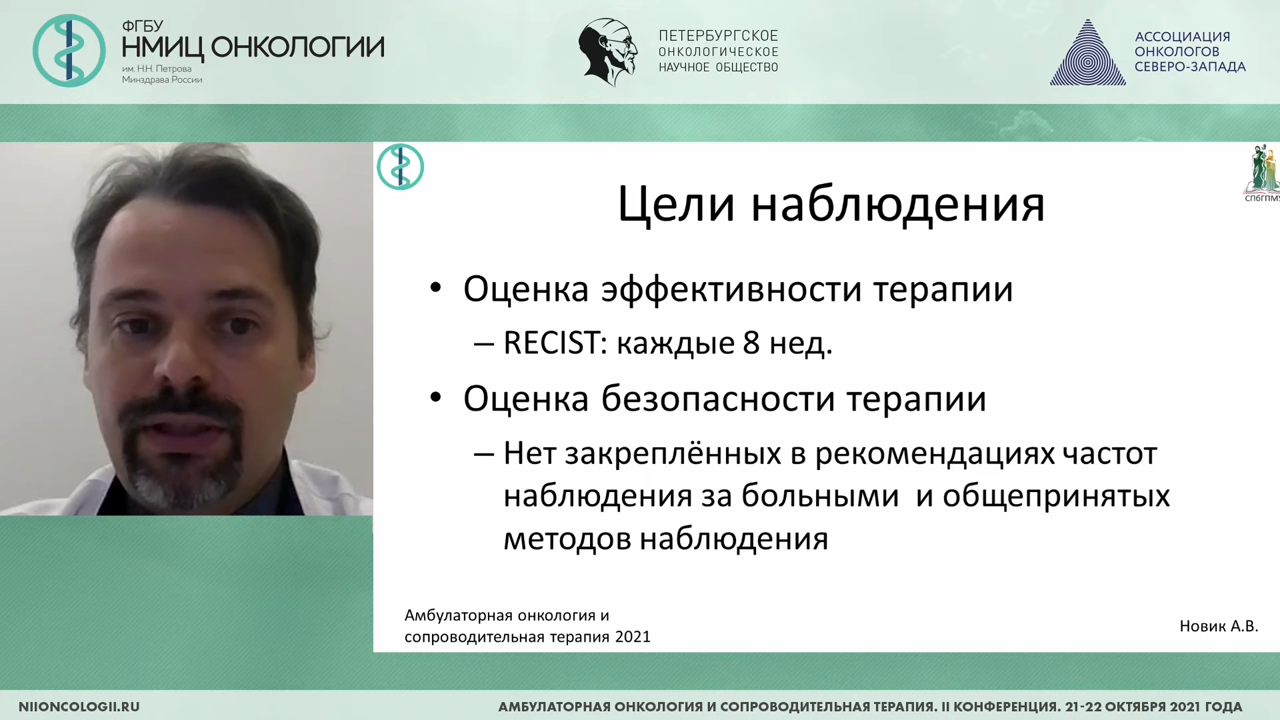 ФГБУ
НМИЦ ОНКОЛОГИИ
им. Н.Н. Петрова
Минздрава России
ПЕТЕРБУРГСКОЕ
ОНКОЛОГИЧЕСКОЕ
НАУЧНОЕ ОБЩЕСТВО
АССОЦИАЦИЯ
ОНКОЛОГОВ
СЕВЕРО-ЗАПАДА
СПбГПМУ
Цели наблюдения
• Оценка эффективности терапии
– RECIST: каждые 8 нед.
• Оценка безопасности терапии
– Нет закреплённых в рекомендациях частот
наблюдения за больными и общепринятых
методов наблюдения
Амбулаторная онкология и
сопроводительная терапия 2021
Новик А.В.
NIIONCOLOGII.RU
АМБУЛАТОРНАЯ ОНКОЛОГИЯ И СОПРОВОДИТЕЛЬНАЯ ТЕРАПИЯ. II КОНФЕРЕНЦИЯ. 21-22 ОКТЯБРЯ 2021 ГОДА